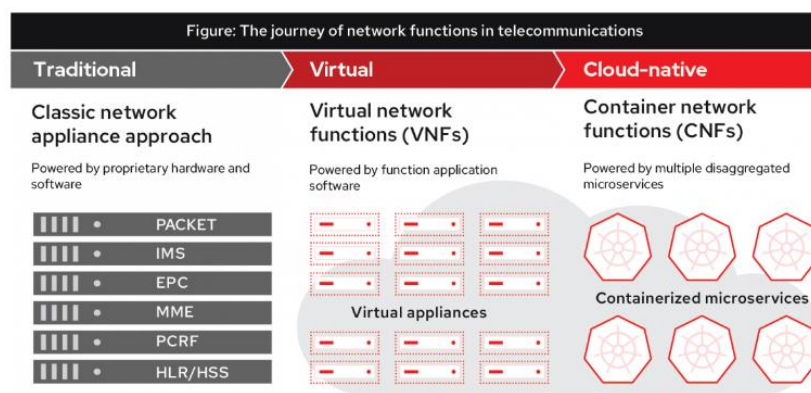 Figure: The journey of network functions in telecommunications
Traditional
Virtual
Cloud-native
Classic network
appliance approach
Powered by proprietary hardware and
software
PACKET
IMS
EPC
MME
PCRF
HLR/HSS
Virtual network
functions (VNFs)
Powered by function application
software
Virtual appliances
Container network
functions (CNFs)
Powered by multiple disaggregated
microservices
Containerized microservices